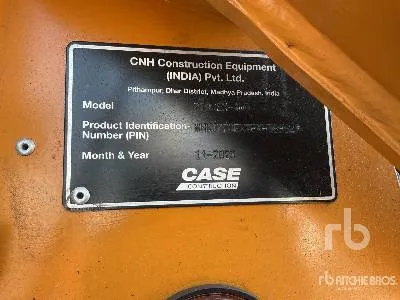 CNH Construction Equipment
(INDIA) Pvt. Ltd.
Pithampur, Dhar District, Madhya Pradesh, India
Model
Product Identification
Number (PIN)
Month & Year
CASE
CONSTRUCTION
rb
rb RITCHIE BROS.